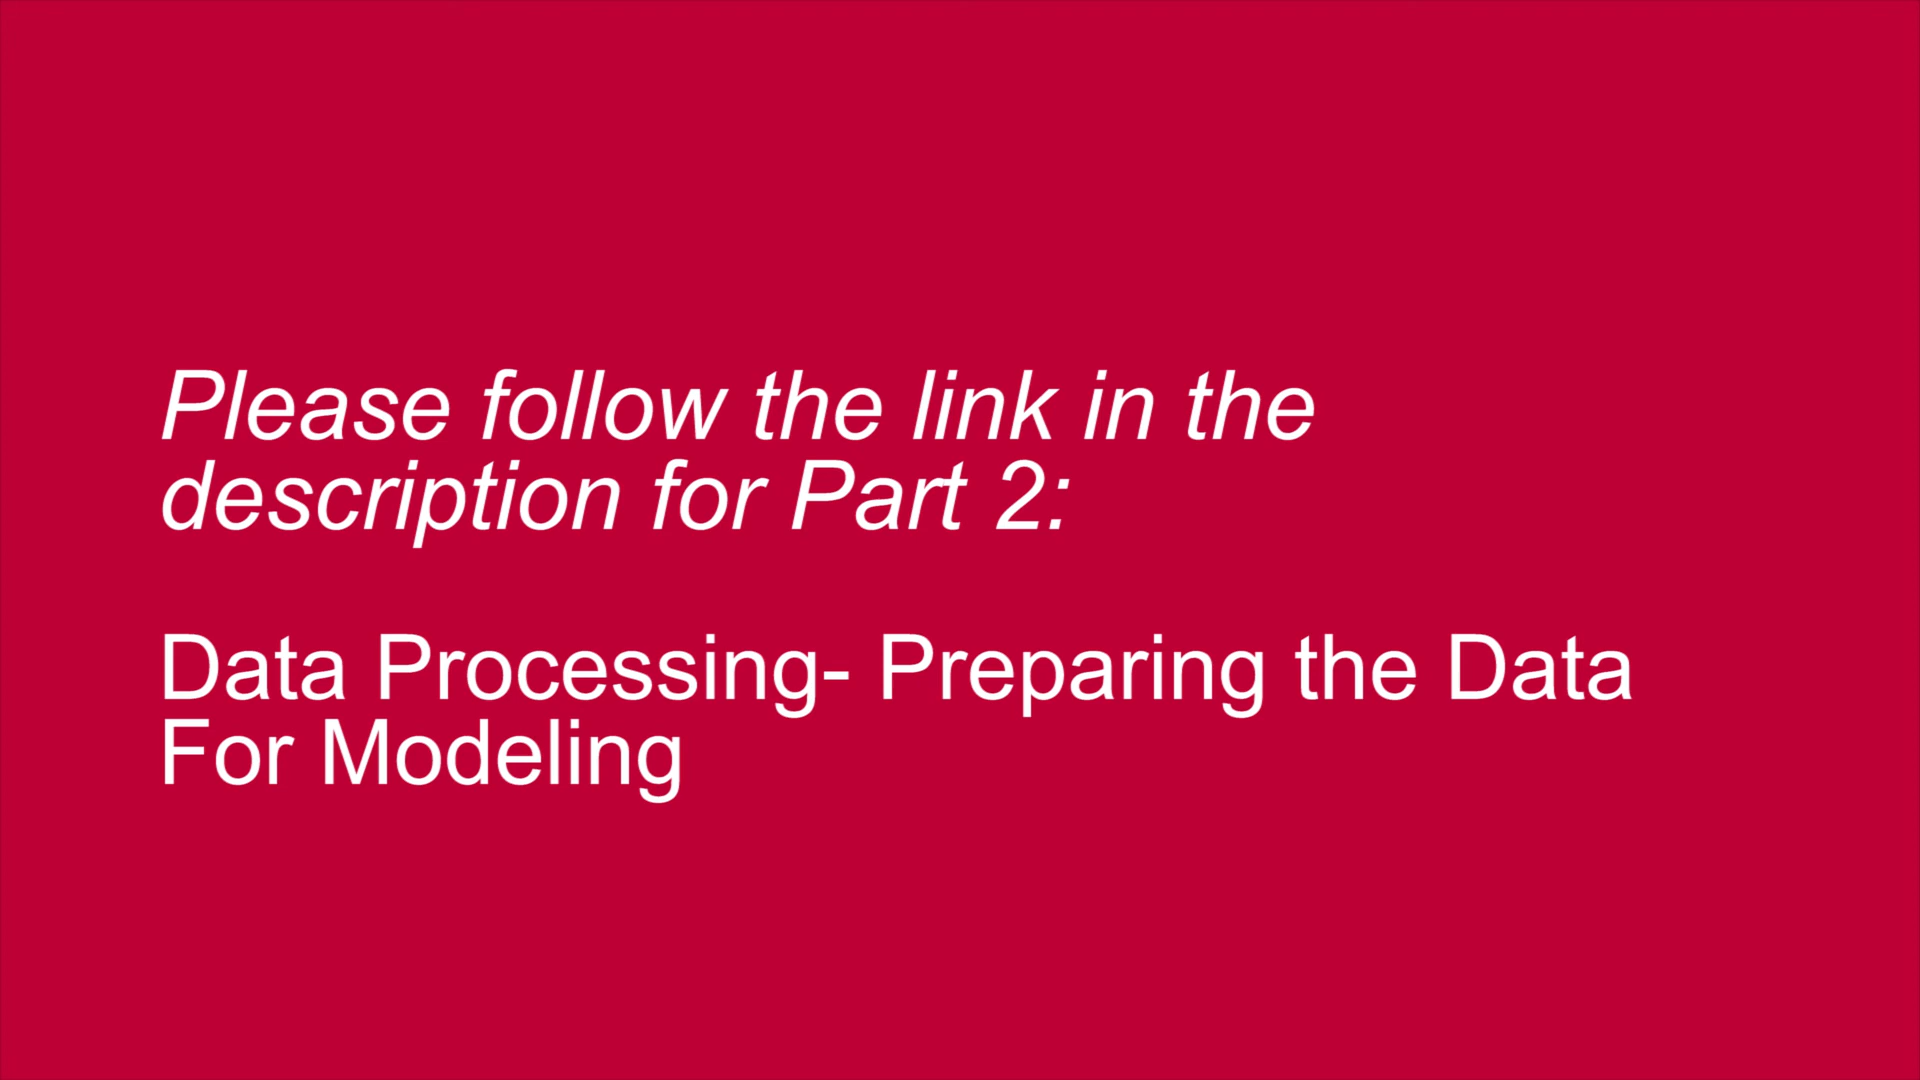 Please follow the link in the
description for Part 2:
Data Processing- Preparing the Data
For Modeling